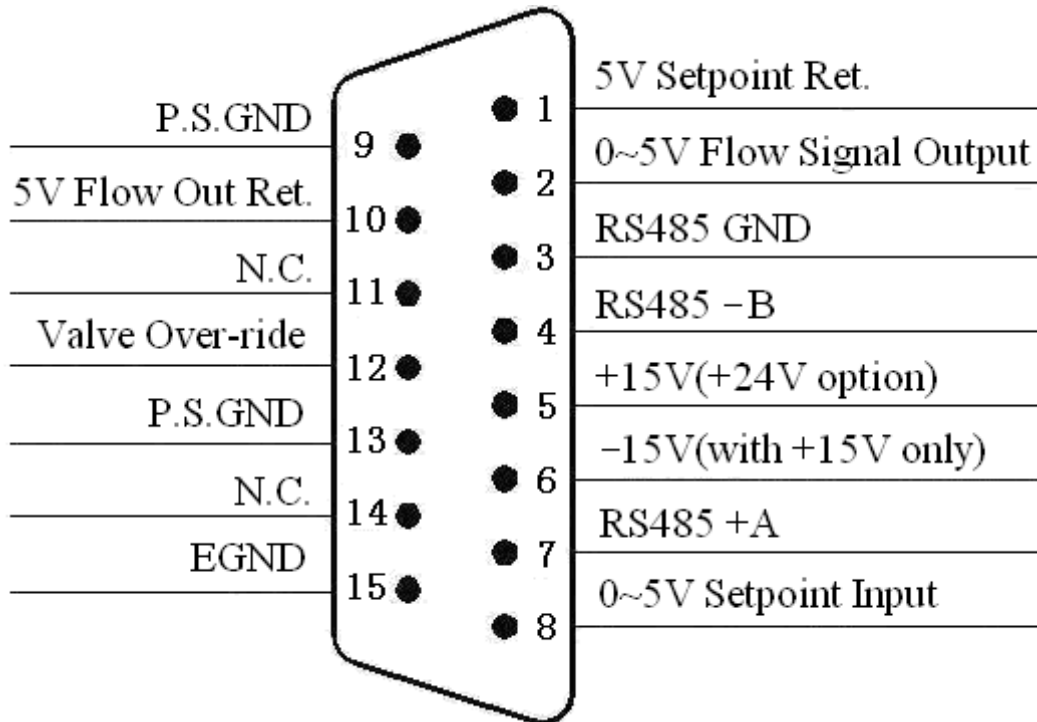 5V Setpoint Ret.
P.S.GND
1
9
0~5V Flow Signal Output
5V Flow Out Ret.
2
10
RS485 GND
N.C.
3
11
RS485 −B
Valve Over-ride
4
12
+15V(+24V option)
P.S.GND
5
13
−15V(with +15V only)
N.C.
6
14
RS485 +A
EGND
7
15
0~5V Setpoint Input
8